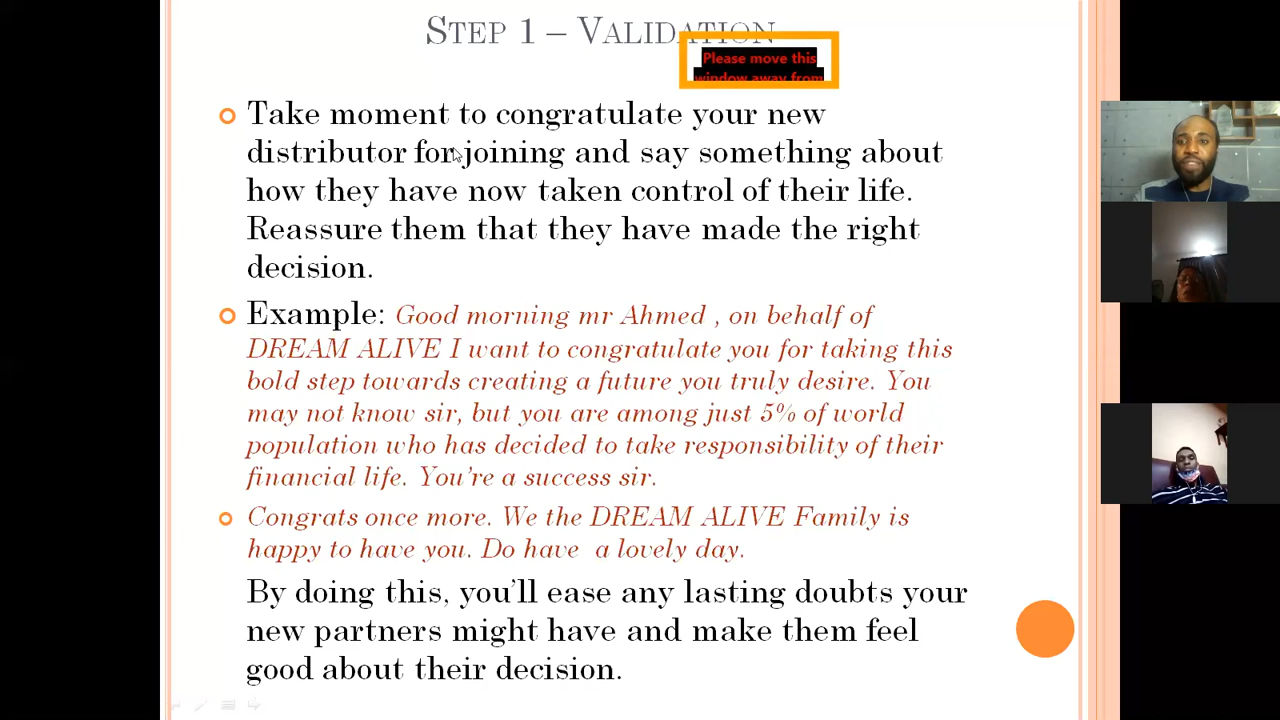 STEP 1 – VALIDATION
Please move this
window away from
Take moment to congratulate your new
distributor for joining and say something about
how they have now taken control of their life.
Reassure them that they have made the right
decision.
Example: Good morning mr Ahmed , on behalf of
DREAM ALIVE I want to congratulate you for taking this
bold step towards creating a future you truly desire. You
may not know sir, but you are among just 5% of world
population who has decided to take responsibility of their
financial life. You’re a success sir.
Congrats once more. We the DREAM ALIVE Family is
happy to have you. Do have a lovely day.
By doing this, you’ll ease any lasting doubts your
new partners might have and make them feel
good about their decision.